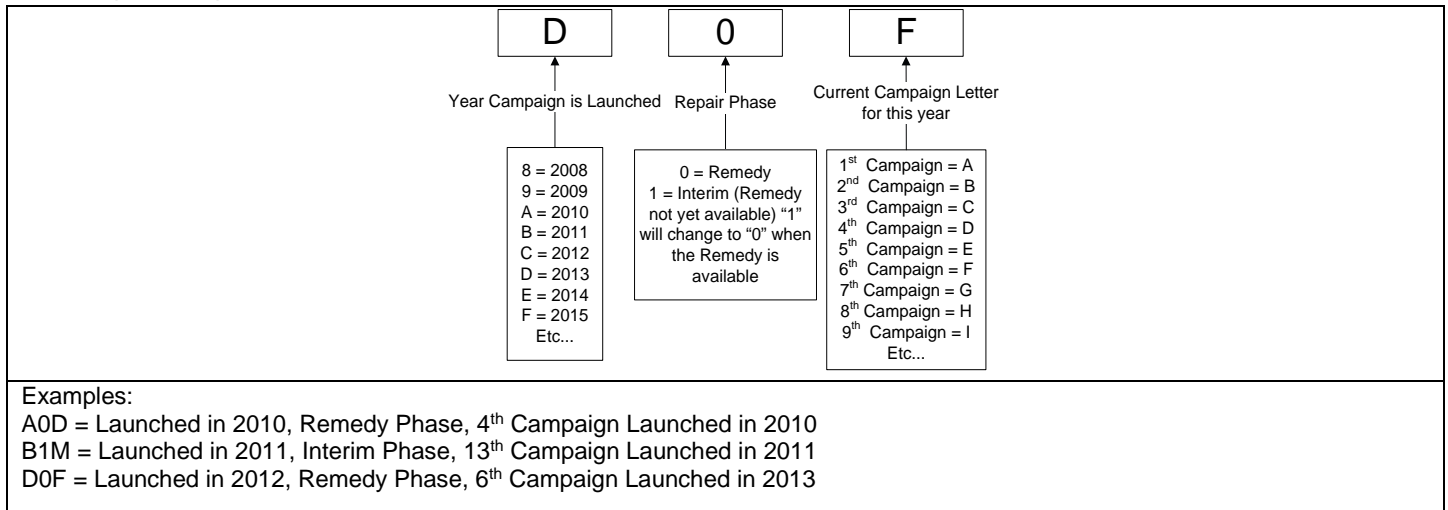 D
0
F
Year Campaign is Launched
Repair Phase
Current Campaign Letter
for this year
8 = 2008
9 = 2009
A = 2010
B = 2011
C = 2012
D = 2013
E = 2014
F = 2015
Etc...
0 = Remedy
1 = Interim (Remedy
not yet available) “1”
will change to “0” when
the Remedy is
available
1st Campaign = A
2nd Campaign = B
3rd Campaign = C
4th Campaign = D
5th Campaign = E
6th Campaign = F
7th Campaign = G
8th Campaign = H
9th Campaign = I
Etc...
Examples:
A0D = Launched in 2010, Remedy Phase, 4th Campaign Launched in 2010
B1M = Launched in 2011, Interim Phase, 13th Campaign Launched in 2011
D0F = Launched in 2012, Remedy Phase, 6th Campaign Launched in 2013